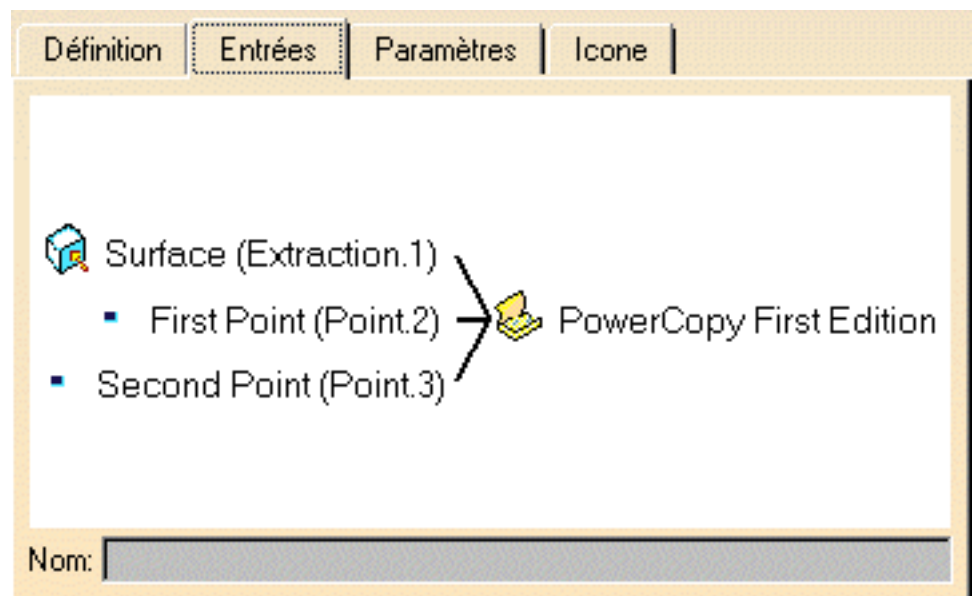 Définition Entrées Paramètres Icone
Surface (Extraction.1)
First Point (Point.2) PowerCopy First Edition
Second Point (Point.3)
Nom: